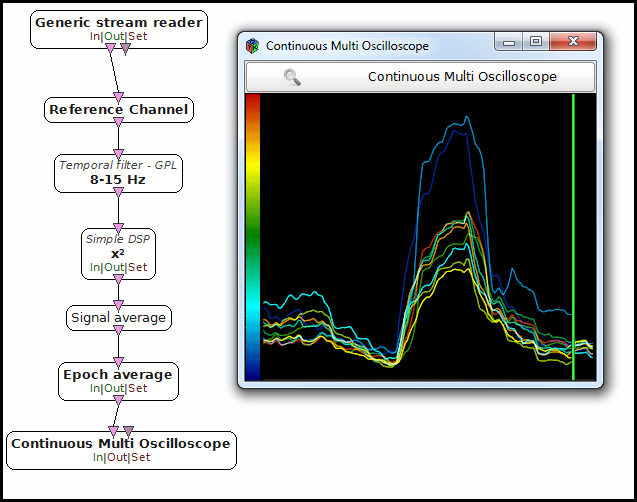 Generic stream reader
In|Out|Set
Reference Channel
Temporal filter - GPL
8-15 Hz
Simple DSP
x²
In|Out|Set
Signal average
Epoch average
In|Out|Set
Continuous Multi Oscilloscope
In|Out|Set
Continuous Multi Oscilloscope
Continuous Multi Oscilloscope